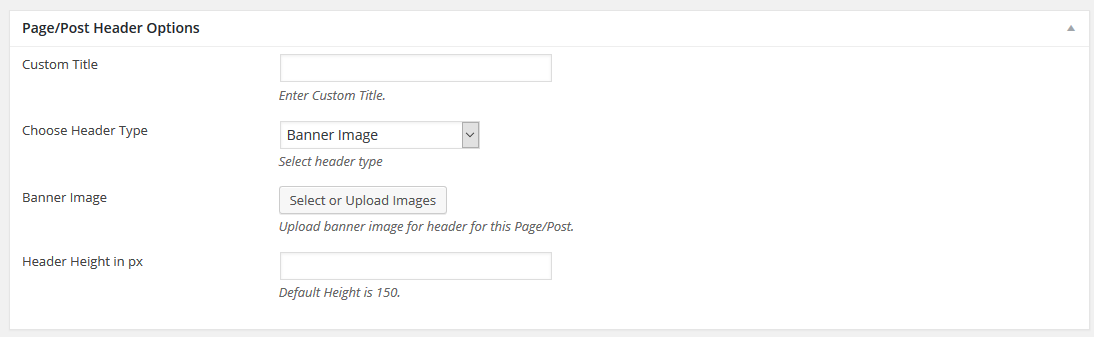 Page/Post Header Options
Custom Title
Enter Custom Title.
Choose Header Type
Banner Image
Select header type
Banner Image
Select or Upload Images
Upload banner image for header for this Page/Post.
Header Height in px
Default Height is 150.